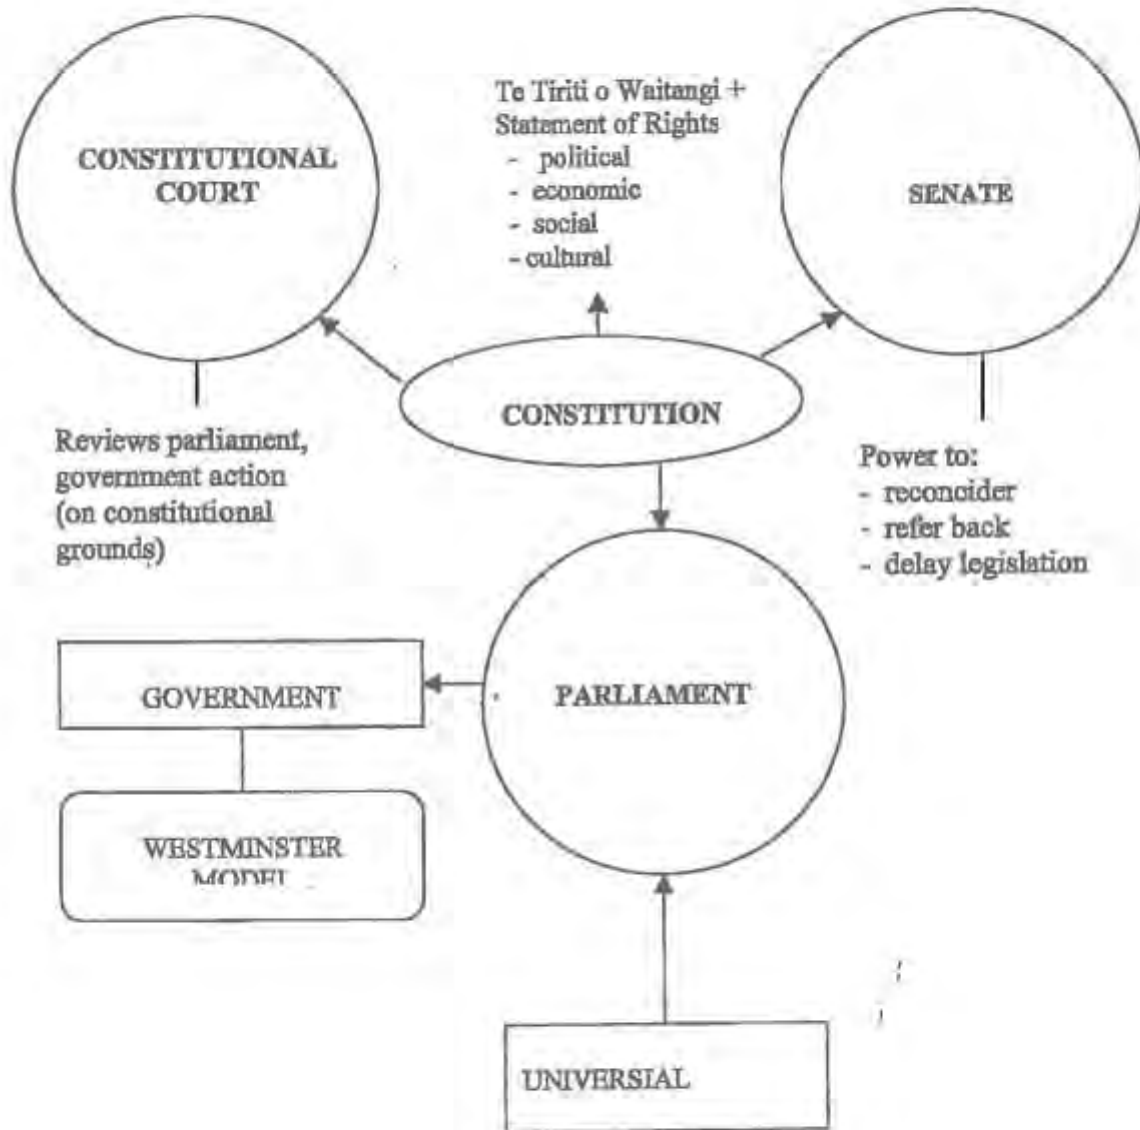 CONSTITUTIONAL
COURT
Te Tiriti o Waitangi +
Statement of Rights
- political
- economic
- social
- cultural
SENATE
CONSTITUTION
Reviews parliament,
government action
(on constitutional
grounds)
Power to:
- reconcider
- refer back
- delay legislation
GOVERNMENT
PARLIAMENT
WESTMINSTER
MODEL
UNIVERSIAL